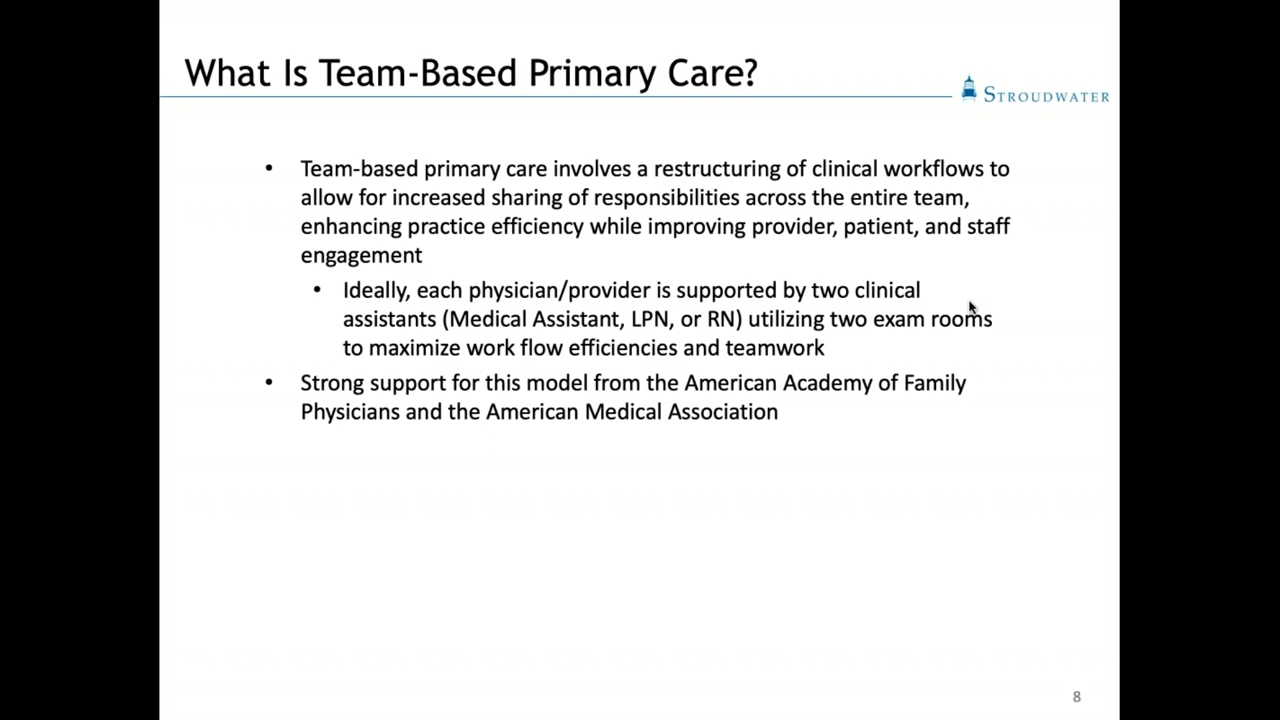 What Is Team-Based Primary Care?
STROUDWATER
• Team-based primary care involves a restructuring of clinical workflows to
allow for increased sharing of responsibilities across the entire team,
enhancing practice efficiency while improving provider, patient, and staff
engagement
• Ideally, each physician/provider is supported by two clinical
assistants (Medical Assistant, LPN, or RN) utilizing two exam rooms
to maximize work flow efficiencies and teamwork
• Strong support for this model from the American Academy of Family
Physicians and the American Medical Association
8